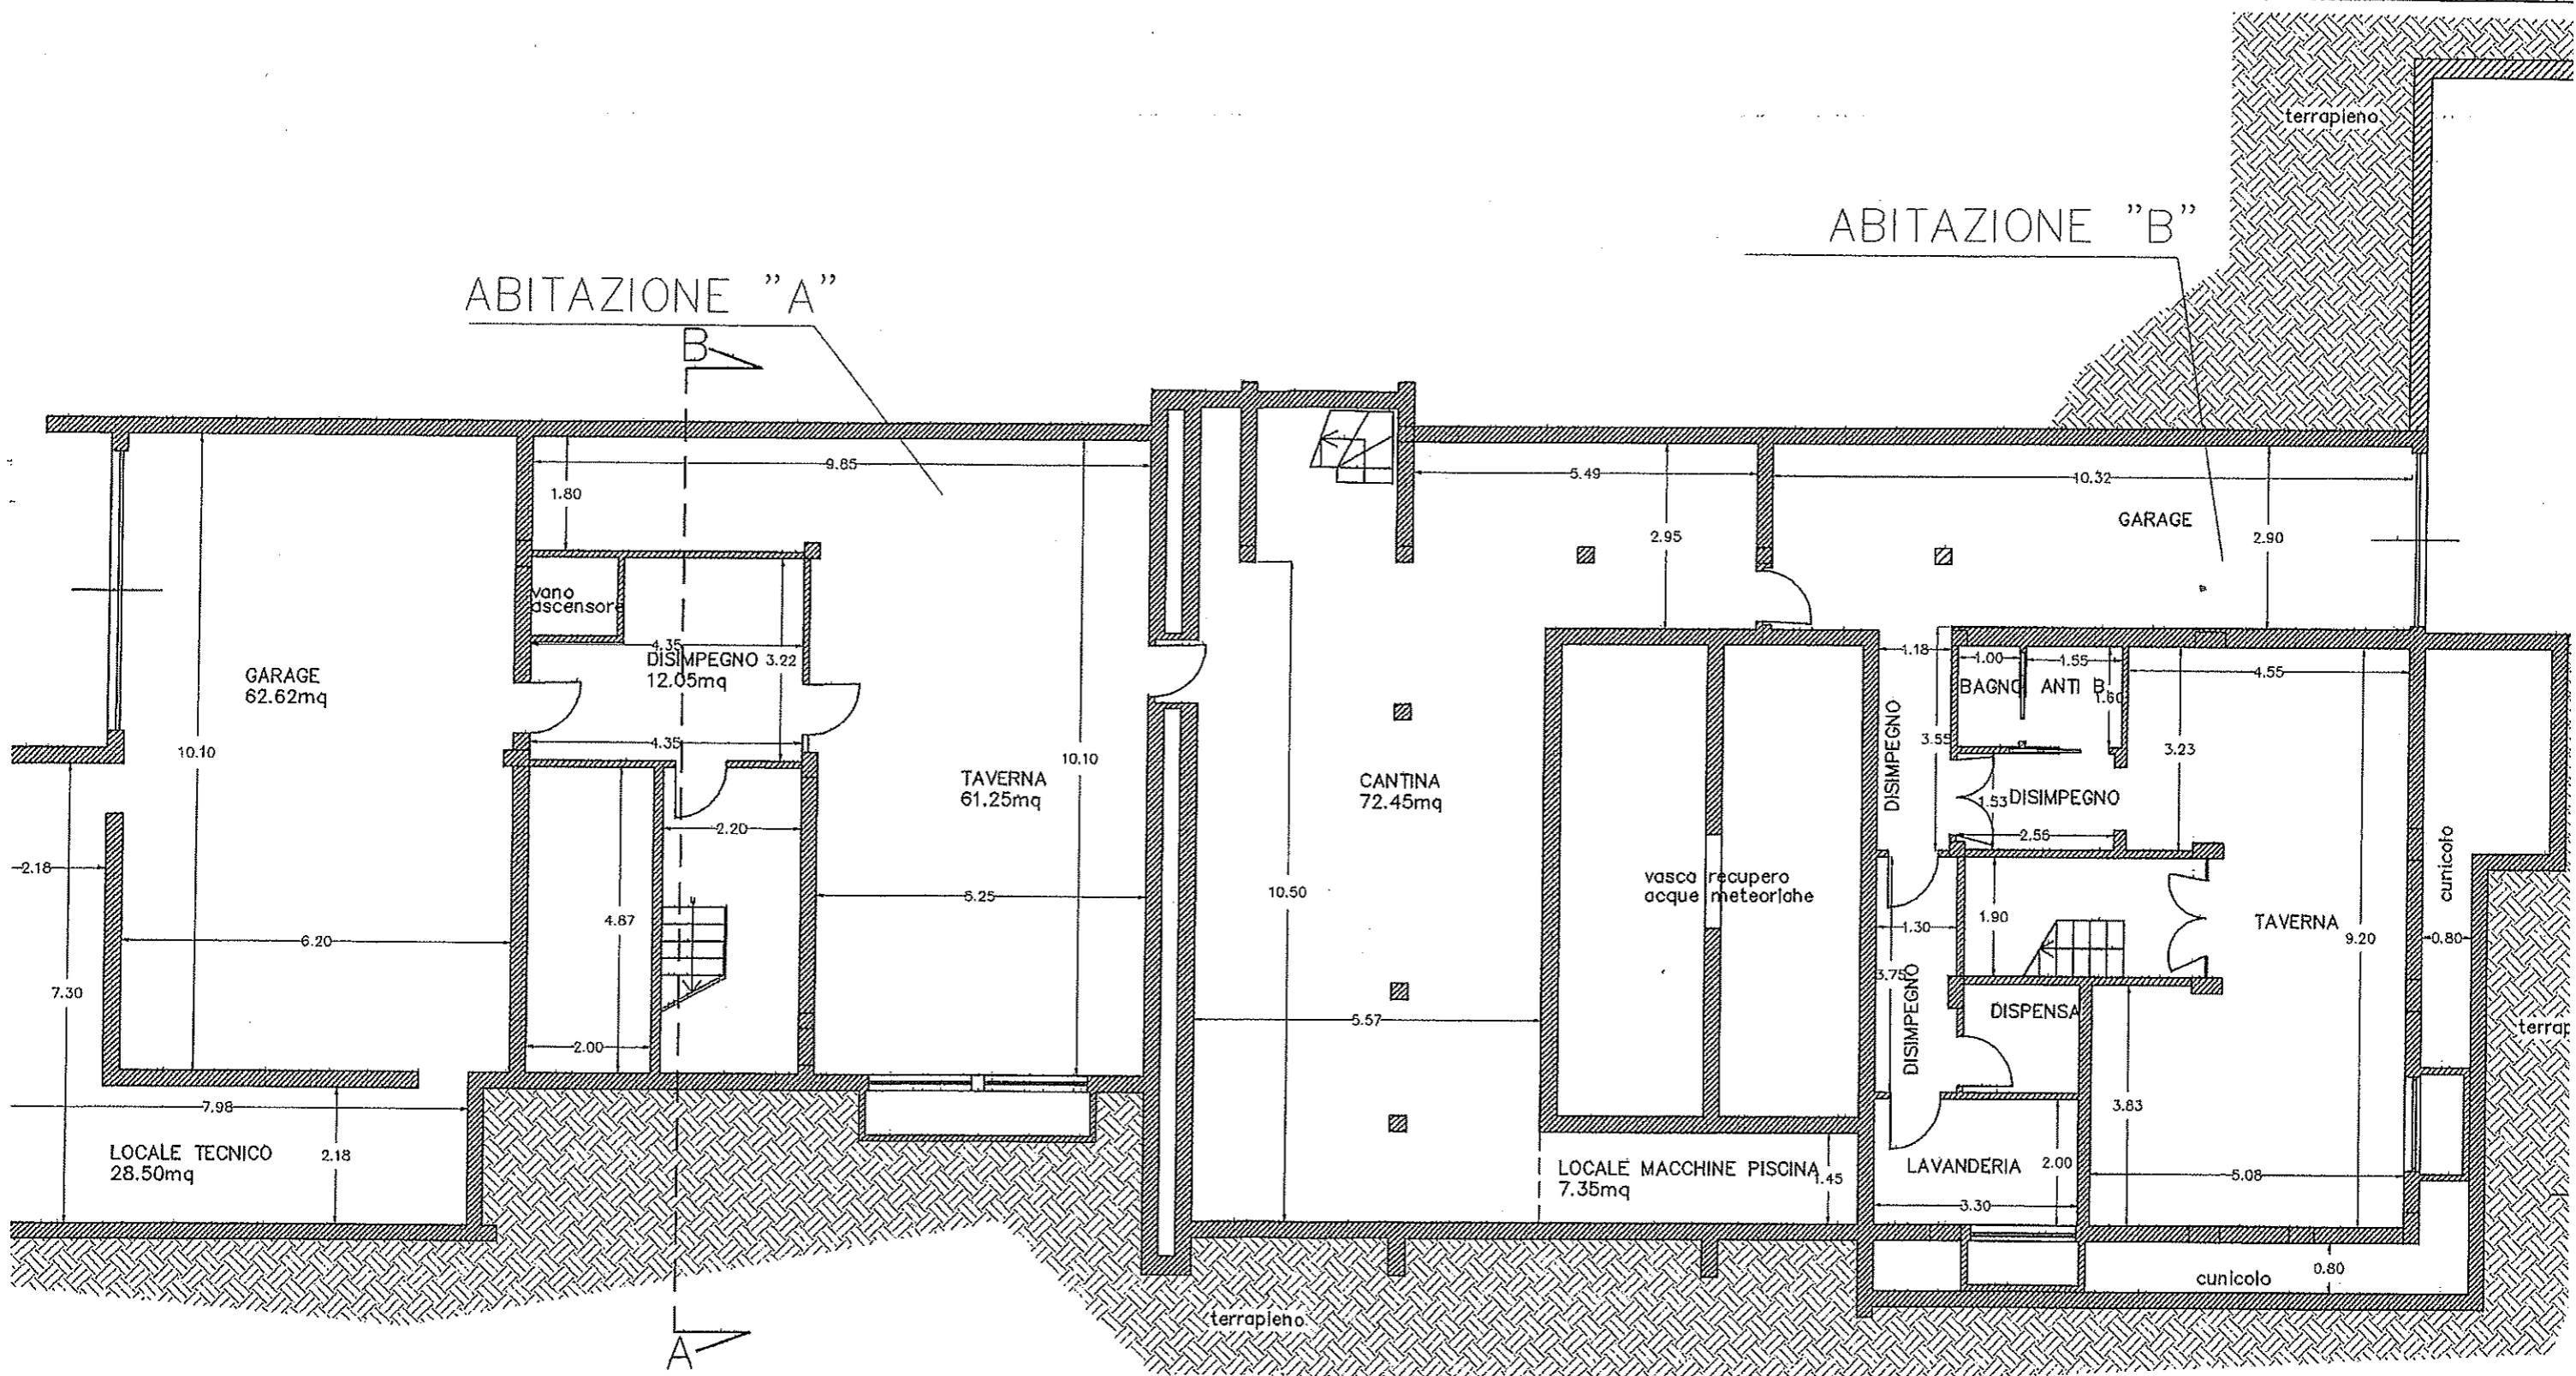 terrapieno
ABITAZIONE "B"
ABITAZIONE "A"
B
9.85
1.80
5.49
10.32
GARAGE
2.95
2.90
vano
ascensore
4.35
DISIMPEGNO
12.05mq
3.22
GARAGE
62.62mq
10.10
4.35
10.10
TAVERNA
61.25mq
CANTINA
72.45mq
1.18
1.00
1.55
4.55
BAGNO
ANTI B
1.60
DISIMPEGNO
3.55
3.23
1.53
DISIMPEGNO
2.56
2.20
2.18
5.25
4.87
6.20
7.30
2.00
10.50
vasca recupero
acque meteoriahe
cunicolo
1.90
1.30
TAVERNA
9.20
0.80
3.75
DISIMPEGNO
DISPENSA
5.57
terrap
3.83
7.98
LOCALE TECNICO
28.50mq
2.18
LOCALE MACCHINE PISCINA
7.35mq
1.45
LAVANDERIA
2.00
3.30
5.08
0.80
cunicolo
terrapieno
A